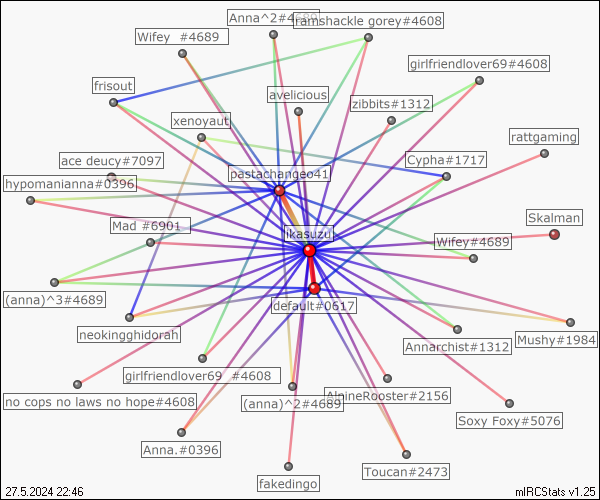 Anna^2#4689
ramshackle gorey#4608
Wifey  #4689
girlfriendlover69#4608
frisout
avelicious
zibbits#1312
xenoyaut
rattgaming
ace deucy#7097
Cypha#1717
pastachangeo41
hypomanianna#0396
Skalman
Mad #6901
ikasuzu
Wifey#4689
(anna)^3#4689
default#0617
neokingghidorah
Annarchist#1312
Mushy#1984
girlfriendlover69  #4608
no cops no laws no hope#4608
(anna)^2#4689
AlpineRooster#2156
Soxy Foxy#5076
Anna.#0396
Toucan#2473
fakedingo
27.5.2024 22:46
mIRCStats v1.25